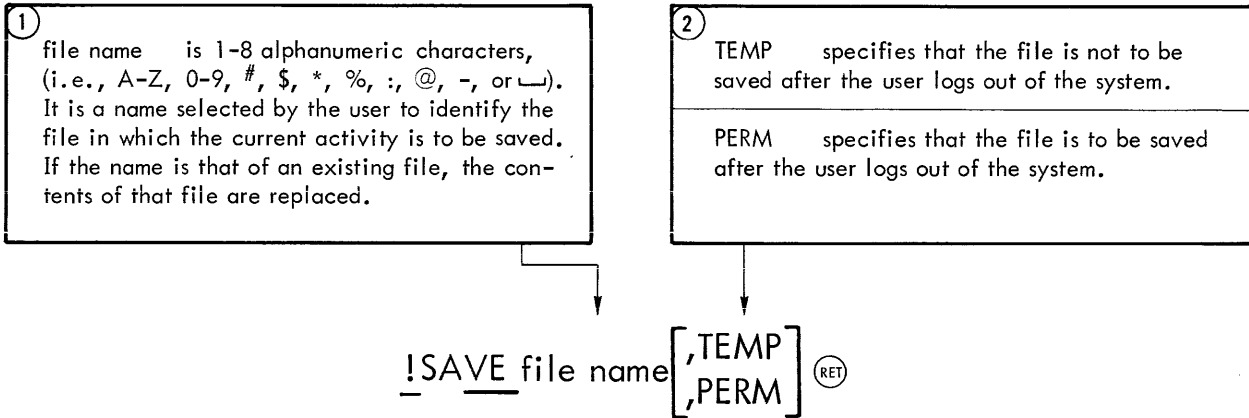 1
file name is 1-8 alphanumeric characters,
(i.e., A-Z, 0-9, #, $, *, %, :, @, -, or ⎵).
It is a name selected by the user to identify the
file in which the current activity is to be saved.
If the name is that of an existing file, the con-
tents of that file are replaced.
2
TEMP specifies that the file is not to be
saved after the user logs out of the system.
PERM specifies that the file is to be saved
after the user logs out of the system.
!SAVE file name [,TEMP
,PERM] RET